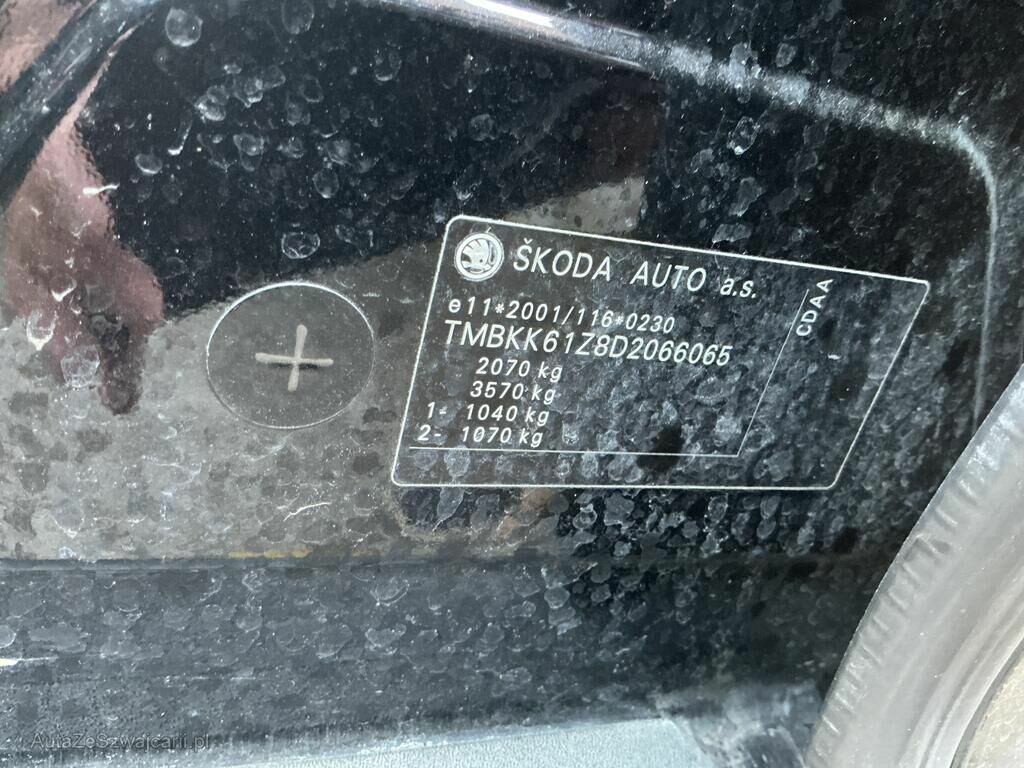 ŠKODA AUTO a.s.
e11*2001/116*0230
TMBKK61Z8D2066065
2070 kg
3570 kg
1- 1040 kg
2- 1070 kg
CDAA
AutaZeSzwajcarii.pl